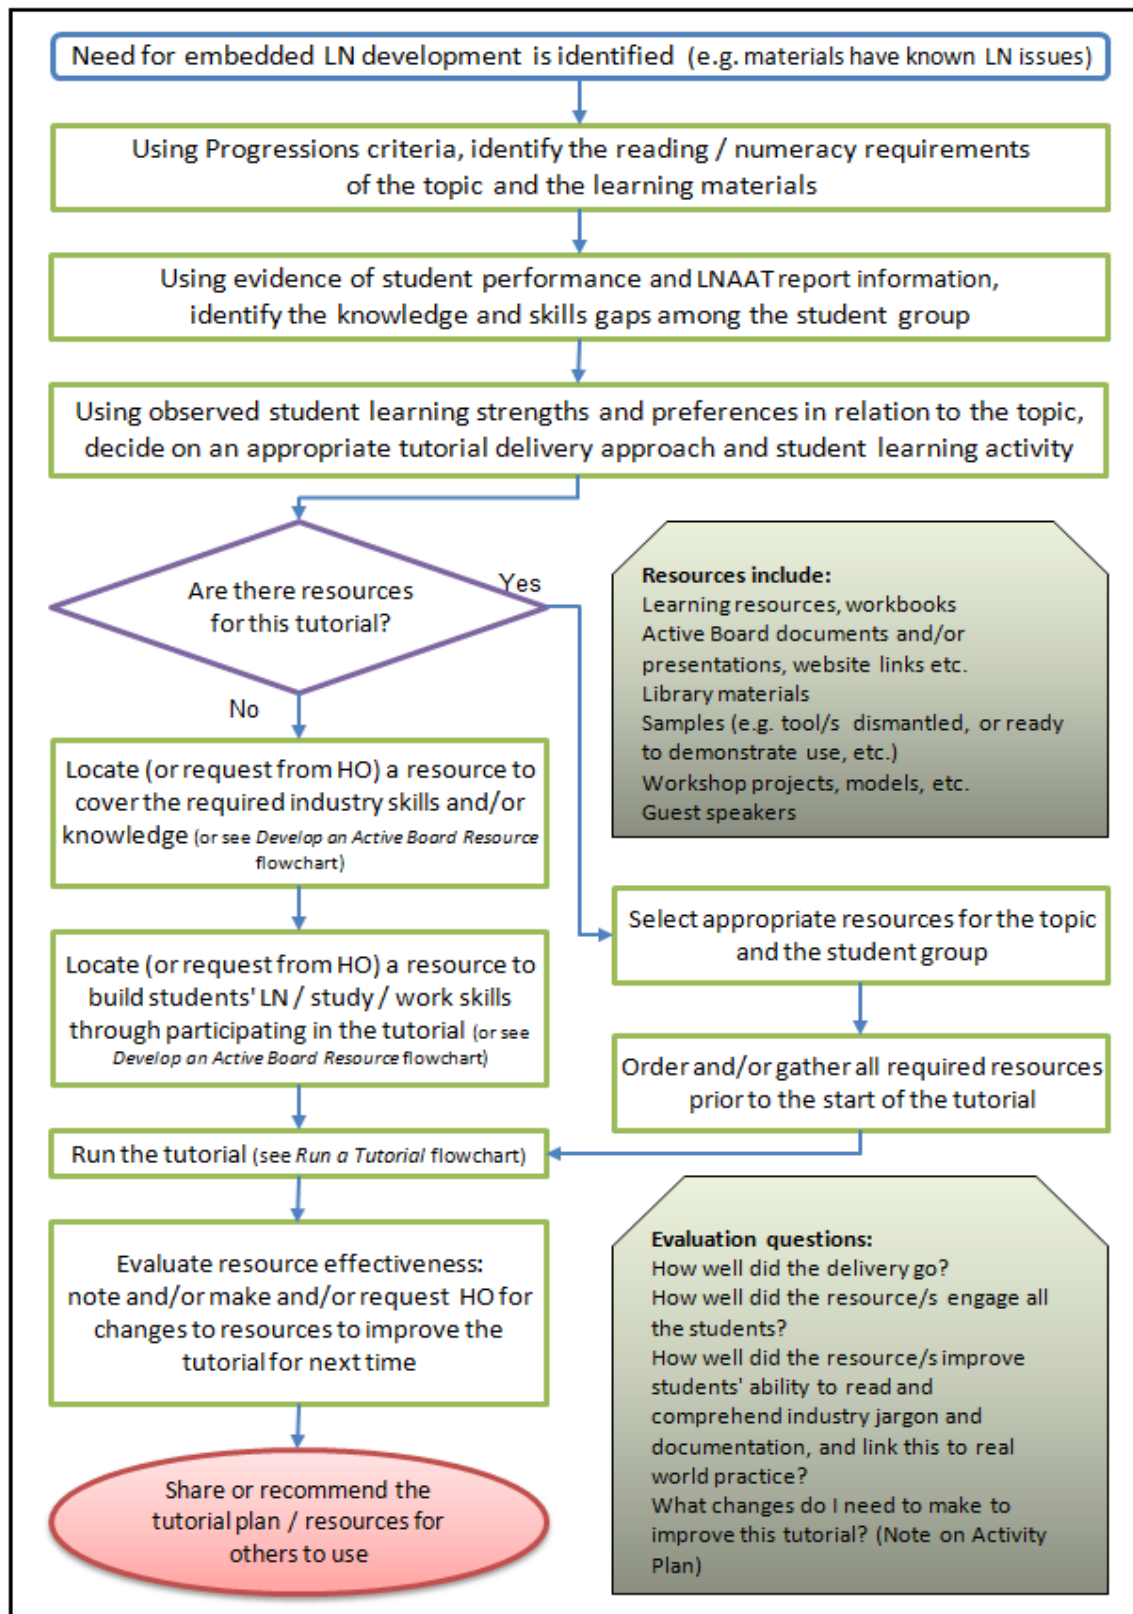 Need for embedded LN development is identified (e.g. materials have known LN issues)
Using Progressions criteria, identify the reading / numeracy requirements
of the topic and the learning materials
Using evidence of student performance and LNAAT report information,
identify the knowledge and skills gaps among the student group
Using observed student learning strengths and preferences in relation to the topic,
decide on an appropriate tutorial delivery approach and student learning activity
Are there resources
for this tutorial?
Yes
No
Resources include:
Learning resources, workbooks
Active Board documents and/or
presentations, website links etc.
Library materials
Samples (e.g. tool/s dismantled, or ready
to demonstrate use, etc.)
Workshop projects, models, etc.
Guest speakers
Locate (or request from HO) a resource to
cover the required industry skills and/or
knowledge (or see Develop an Active Board Resource
flowchart)
Select appropriate resources for the topic
and the student group
Locate (or request from HO) a resource to
build students' LN / study / work skills
through participating in the tutorial (or see
Develop an Active Board Resource flowchart)
Order and/or gather all required resources
prior to the start of the tutorial
Run the tutorial (see Run a Tutorial flowchart)
Evaluate resource effectiveness:
note and/or make and/or request HO for
changes to resources to improve the
tutorial for next time
Evaluation questions:
How well did the delivery go?
How well did the resource/s engage all
the students?
How well did the resource/s improve
students' ability to read and
comprehend industry jargon and
documentation, and link this to real
world practice?
What changes do I need to make to
improve this tutorial? (Note on Activity
Plan)
Share or recommend the
tutorial plan / resources for
others to use